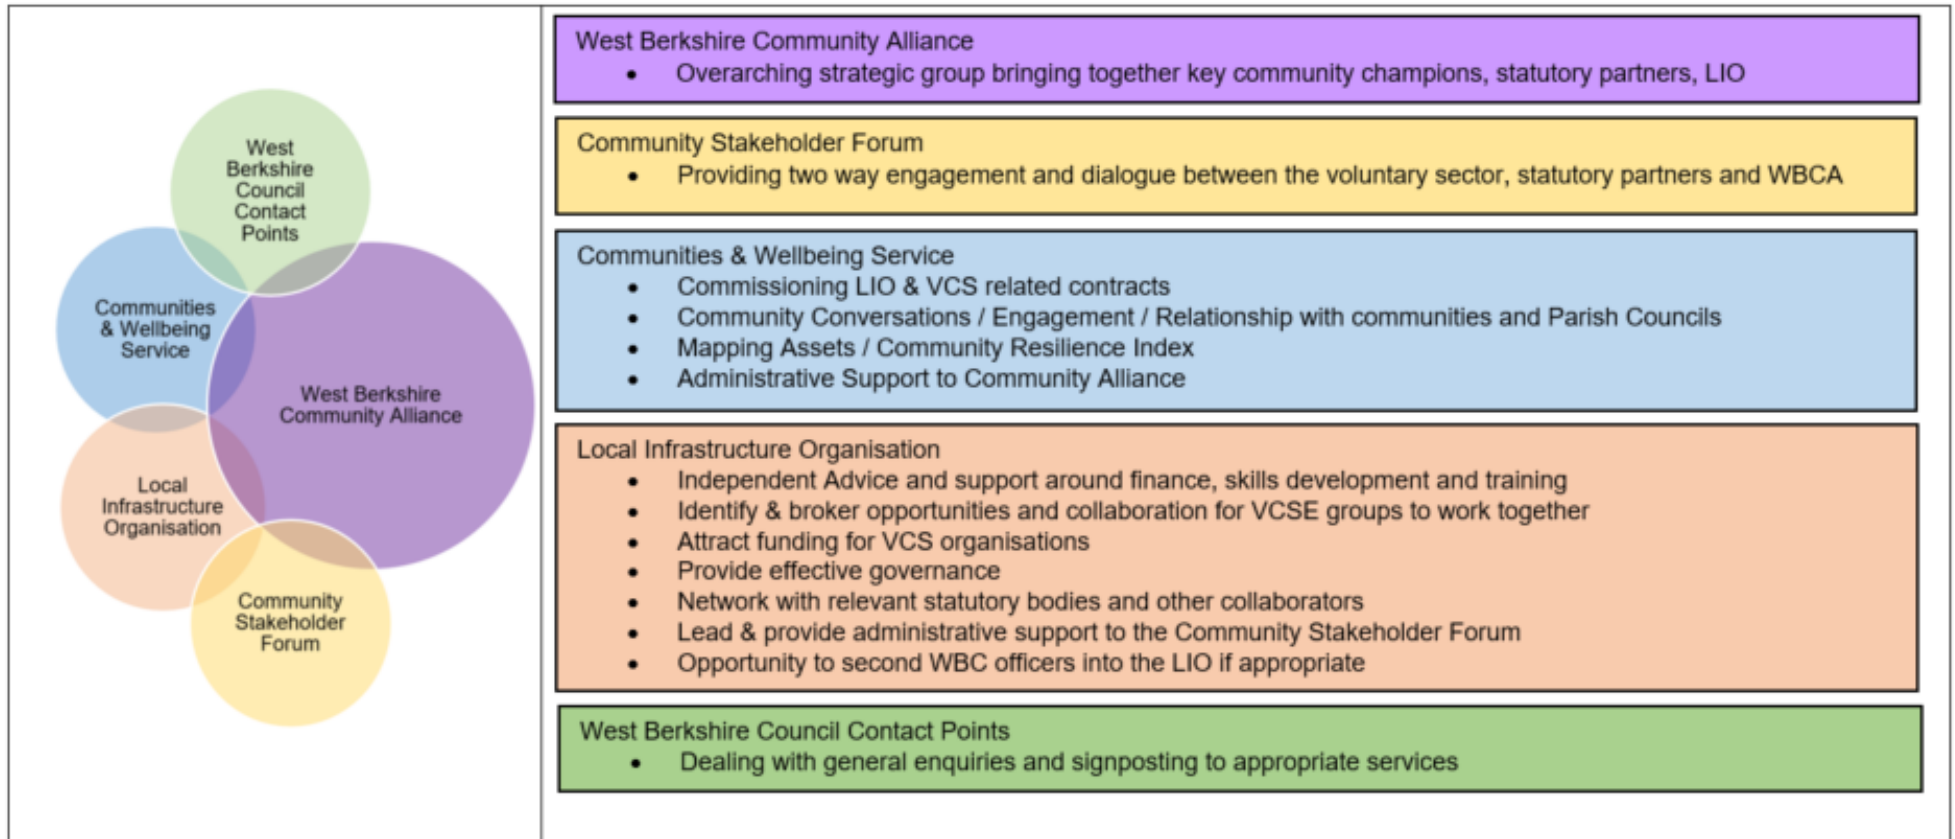 West
Berkshire
Council
Contact
Points
Communities
& Wellbeing
Service
West Berkshire
Community Alliance
Local
Infrastructure
Organisation
Community
Stakeholder
Forum
West Berkshire Community Alliance
• Overarching strategic group bringing together key community champions, statutory partners, LIO
Community Stakeholder Forum
• Providing two way engagement and dialogue between the voluntary sector, statutory partners and WBCA
Communities & Wellbeing Service
• Commissioning LIO & VCS related contracts
• Community Conversations / Engagement / Relationship with communities and Parish Councils
• Mapping Assets / Community Resilience Index
• Administrative Support to Community Alliance
Local Infrastructure Organisation
• Independent Advice and support around finance, skills development and training
• Identify & broker opportunities and collaboration for VCSE groups to work together
• Attract funding for VCS organisations
• Provide effective governance
• Network with relevant statutory bodies and other collaborators
• Lead & provide administrative support to the Community Stakeholder Forum
• Opportunity to second WBC officers into the LIO if appropriate
West Berkshire Council Contact Points
• Dealing with general enquiries and signposting to appropriate services